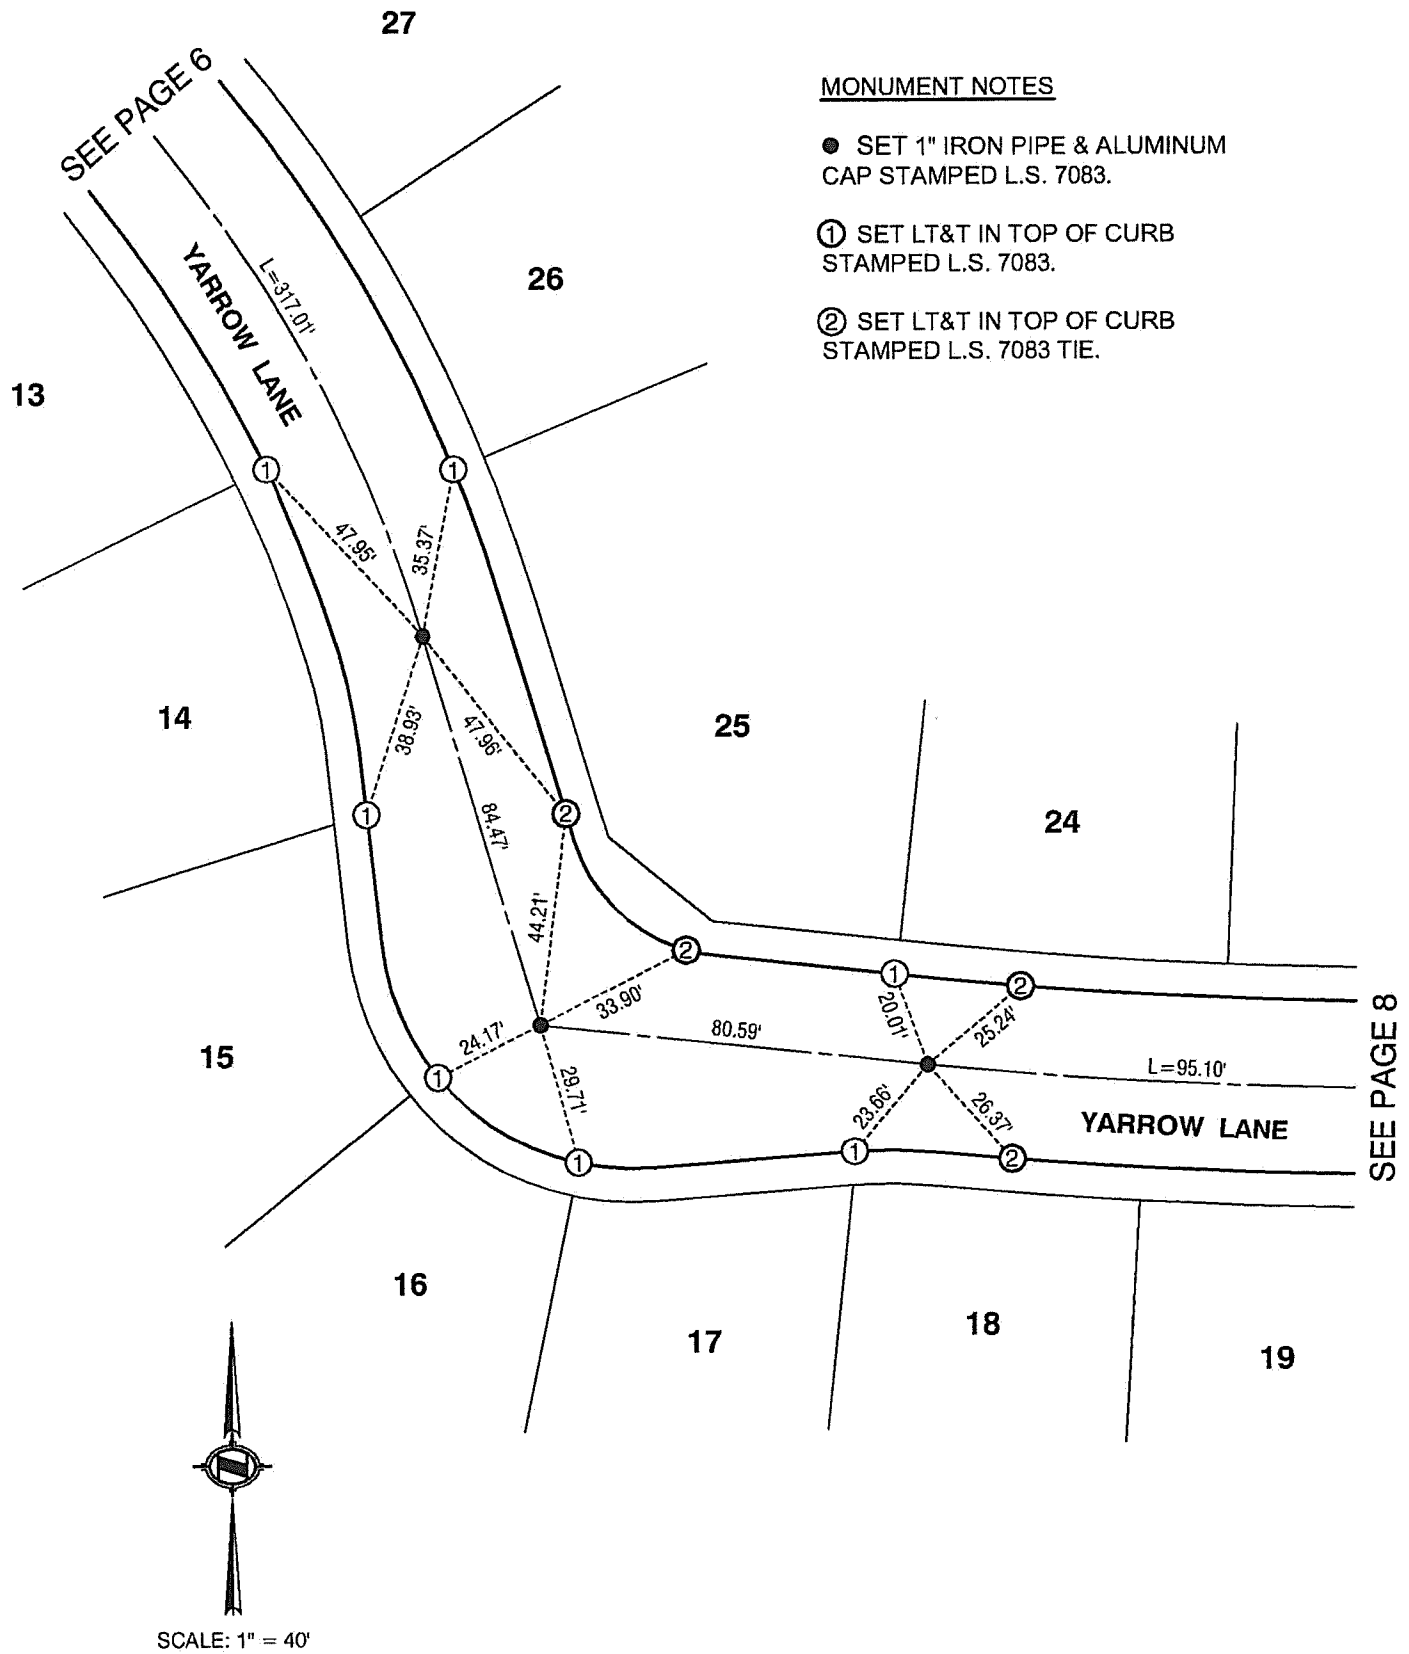 27
SEE PAGE 6
MONUMENT NOTES
● SET 1" IRON PIPE & ALUMINUM
CAP STAMPED L.S. 7083.
① SET LT&T IN TOP OF CURB
STAMPED L.S. 7083.
② SET LT&T IN TOP OF CURB
STAMPED L.S. 7083 TIE.
YARROW LANE
L=317.01'
26
13
1
1
47.95'
35.37'
14
38.93'
47.96'
25
1
2
84.47'
24
44.21'
2
1
2
33.90'
20.01'
25.24'
24.17'
80.59'
15
1
29.71'
23.66'
26.37'
L=95.10'
YARROW LANE
SEE PAGE 8
1
1
2
16
17
18
19
N
SCALE: 1" = 40'